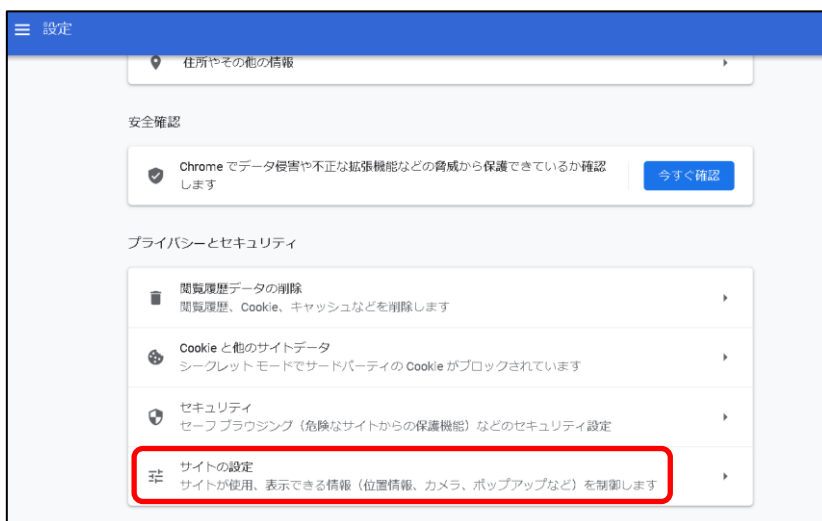 設定
住所やその他の情報
安全確認
Chrome でデータ侵害や不正な拡張機能などの脅威から保護できているか確認
します
今すぐ確認
プライバシーとセキュリティ
閲覧履歴データの削除
閲覧履歴、Cookie、キャッシュなどを削除します
Cookie と他のサイトデータ
シークレット モードでサードパーティの Cookie がブロックされています
セキュリティ
セーフ ブラウジング（危険なサイトからの保護機能）などのセキュリティ設定
サイトの設定
サイトが使用、表示できる情報（位置情報、カメラ、ポップアップなど）を制御します